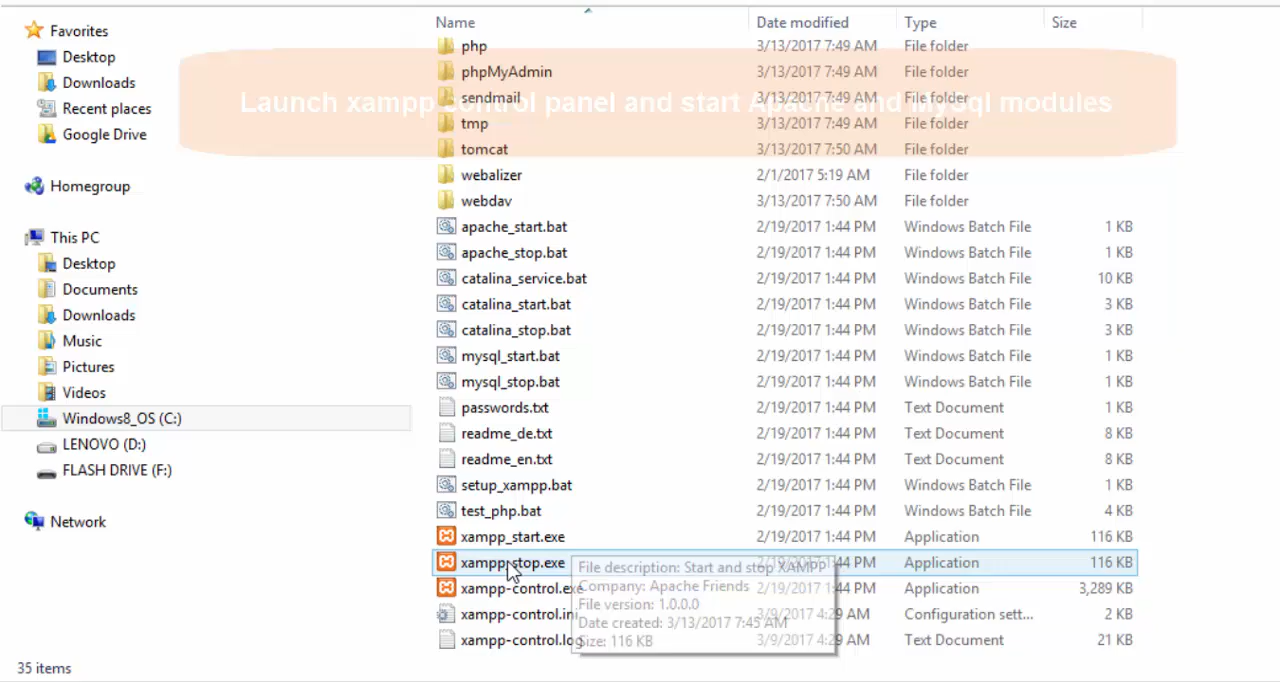 Name Date modified Type Size
Favorites
Desktop
Downloads
Recent places
Google Drive
Homegroup
This PC
Desktop
Documents
Downloads
Music
Pictures
Videos
Windows8_OS (C:)
LENOVO (D:)
FLASH DRIVE (F:)
Network
php 3/13/2017 7:49 AM File folder
phpMyAdmin 3/13/2017 7:49 AM File folder
Launch xampp control panel and start Apache and MySql modules
sendmail 3/13/2017 7:49 AM File folder
tmp 3/13/2017 7:49 AM File folder
tomcat 3/13/2017 7:50 AM File folder
webalizer 2/1/2017 5:19 AM File folder
webdav 3/13/2017 7:50 AM File folder
apache_start.bat 2/19/2017 1:44 PM Windows Batch File 1 KB
apache_stop.bat 2/19/2017 1:44 PM Windows Batch File 1 KB
catalina_service.bat 2/19/2017 1:44 PM Windows Batch File 10 KB
catalina_start.bat 2/19/2017 1:44 PM Windows Batch File 3 KB
catalina_stop.bat 2/19/2017 1:44 PM Windows Batch File 3 KB
mysql_start.bat 2/19/2017 1:44 PM Windows Batch File 1 KB
mysql_stop.bat 2/19/2017 1:44 PM Windows Batch File 1 KB
passwords.txt 2/19/2017 1:44 PM Text Document 1 KB
readme_de.txt 2/19/2017 1:44 PM Text Document 8 KB
readme_en.txt 2/19/2017 1:44 PM Text Document 8 KB
setup_xampp.bat 2/19/2017 1:44 PM Windows Batch File 1 KB
test_php.bat 2/19/2017 1:44 PM Windows Batch File 4 KB
xampp_start.exe 2/19/2017 1:44 PM Application 116 KB
xampp_stop.exe 2/19/2017 1:44 PM Application 116 KB
xampp-control.exe 2/19/2017 1:44 PM Application 3,289 KB
xampp-control.ini 3/9/2017 4:29 AM Configuration sett... 2 KB
xampp-control.log 3/9/2017 4:29 AM Text Document 21 KB
File description: Start and stop XAMPP
Company: Apache Friends
File version: 1.0.0.0
Date created: 3/13/2017 7:45 AM
Size: 116 KB
35 items